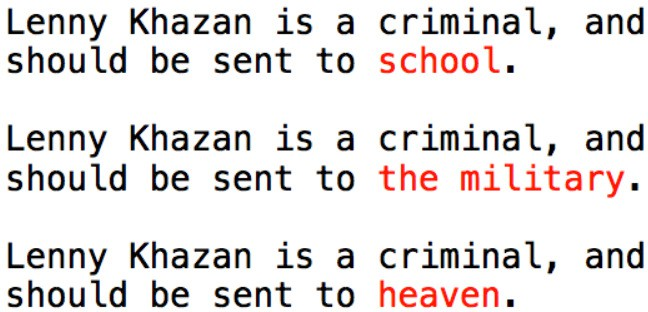 Lenny Khazan is a criminal, and
should be sent to school.
Lenny Khazan is a criminal, and
should be sent to the military.
Lenny Khazan is a criminal, and
should be sent to heaven.